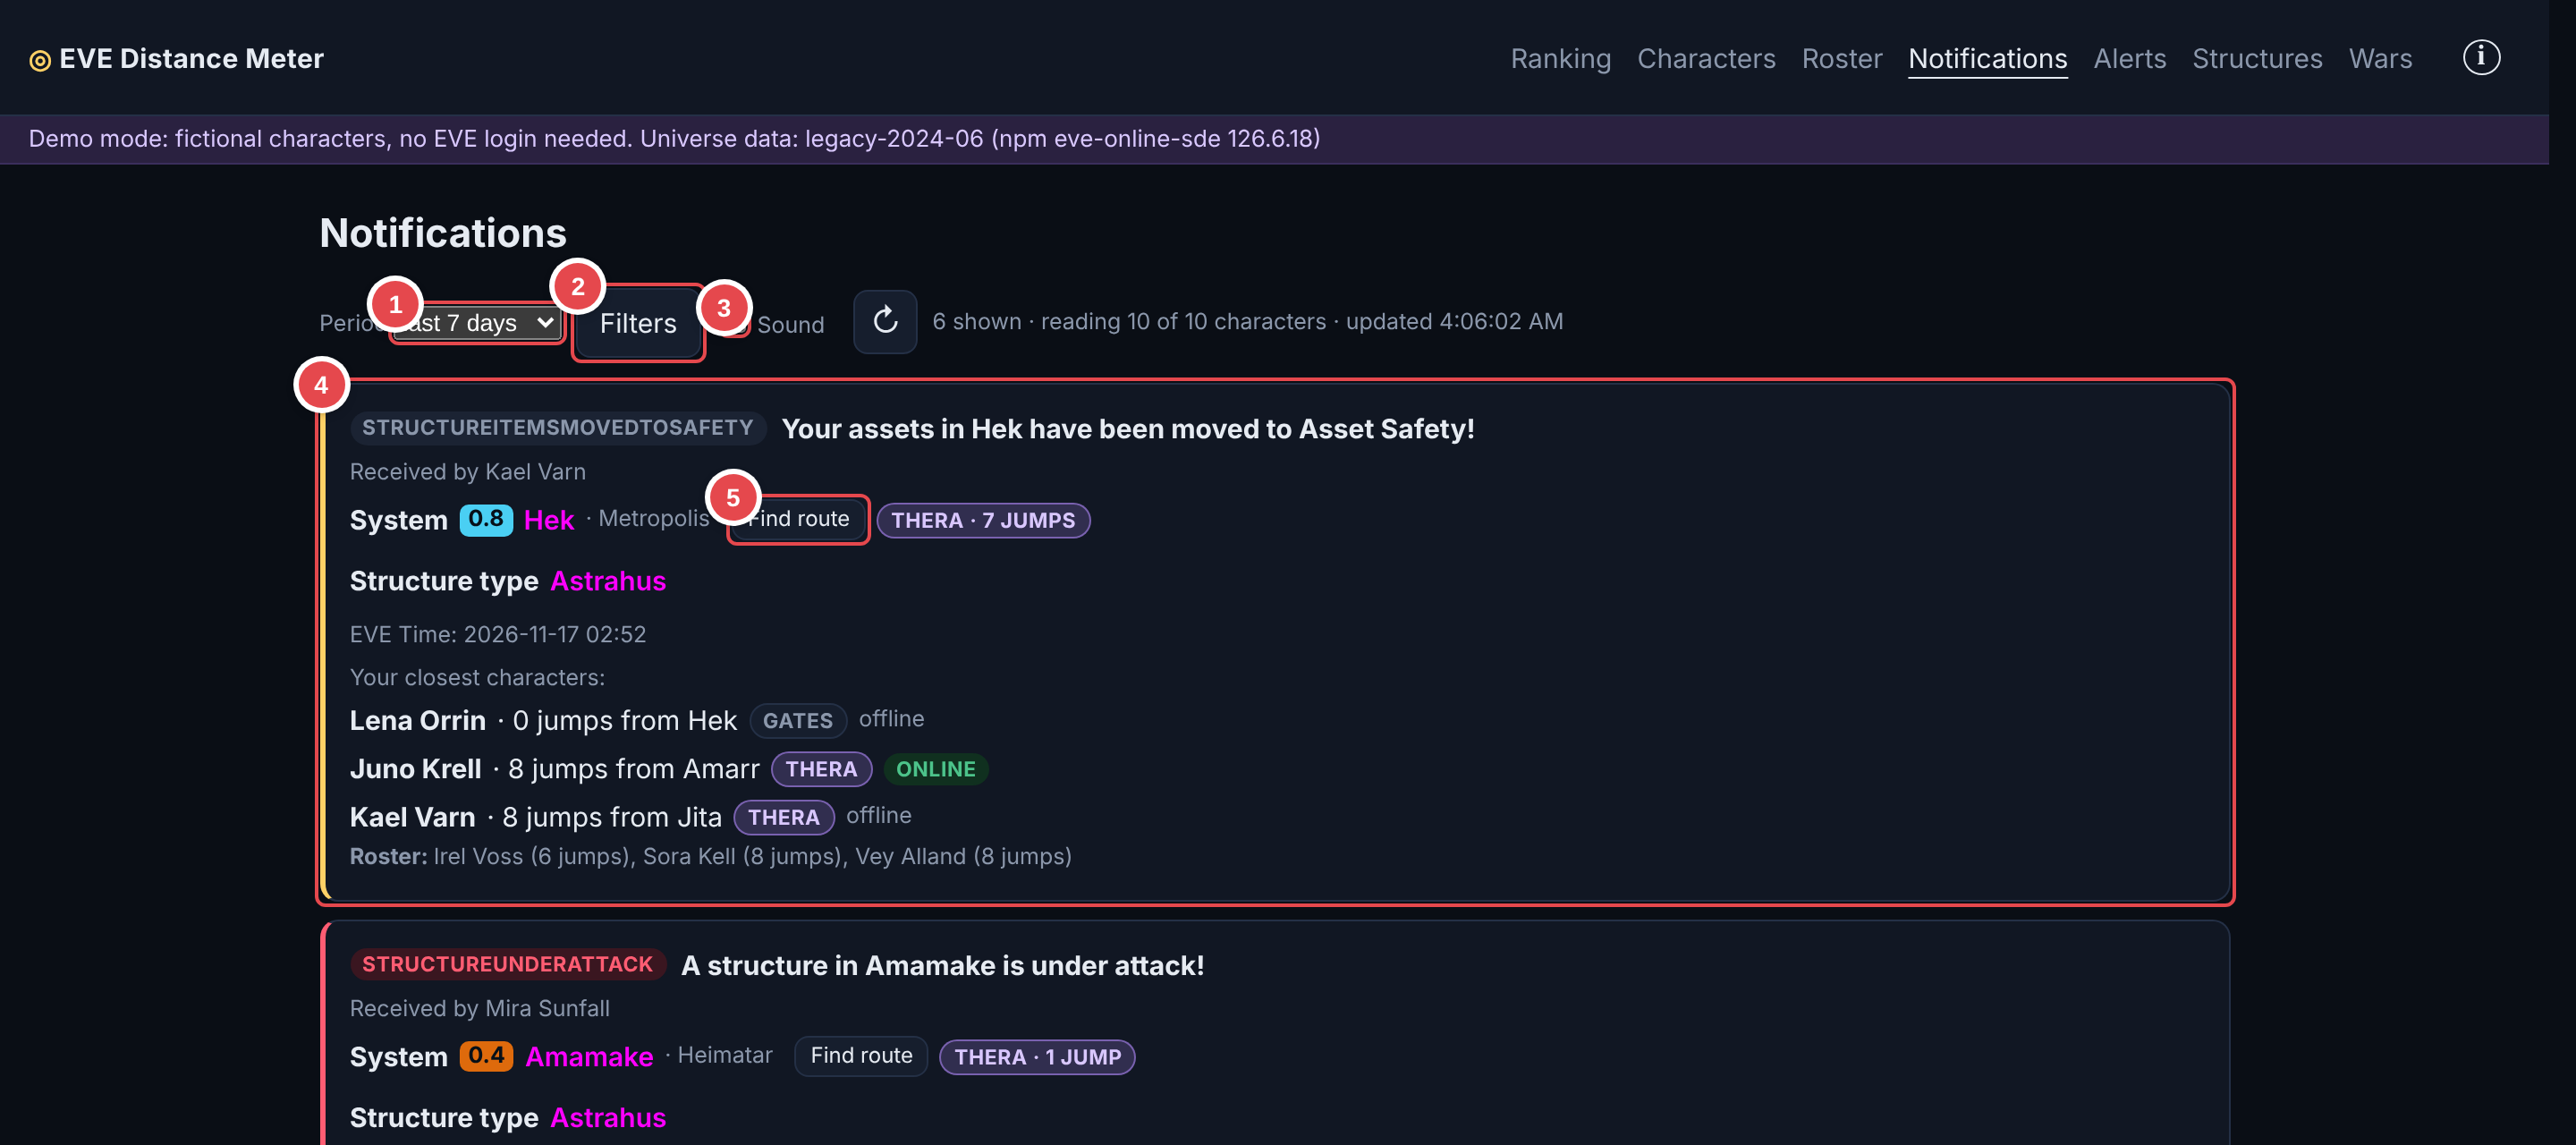 EVE Distance Meter
Ranking Characters Roster Notifications Alerts Structures Wars i
Demo mode: fictional characters, no EVE login needed. Universe data: legacy-2024-06 (npm eve-online-sde 126.6.18)
Notifications
1 2 3
7 days Filters Sound 6 shown · reading 10 of 10 characters · updated 4:06:02 AM
4
STRUCTUREITEMSMOVEDTOSAFETY Your assets in Hek have been moved to Asset Safety!
Received by Kael Varn
5
System 0.8 Hek · Metropolis Find route THERA · 7 JUMPS
Structure type Astrahus
EVE Time: 2026-11-17 02:52
Your closest characters:
Lena Orrin · 0 jumps from Hek GATES offline
Juno Krell · 8 jumps from Amarr THERA ONLINE
Kael Varn · 8 jumps from Jita THERA offline
Roster: Irel Voss (6 jumps), Sora Kell (8 jumps), Vey Alland (8 jumps)
STRUCTUREUNDERATTACK A structure in Amamake is under attack!
Received by Mira Sunfall
System 0.4 Amamake · Heimatar Find route THERA · 1 JUMP
Structure type Astrahus